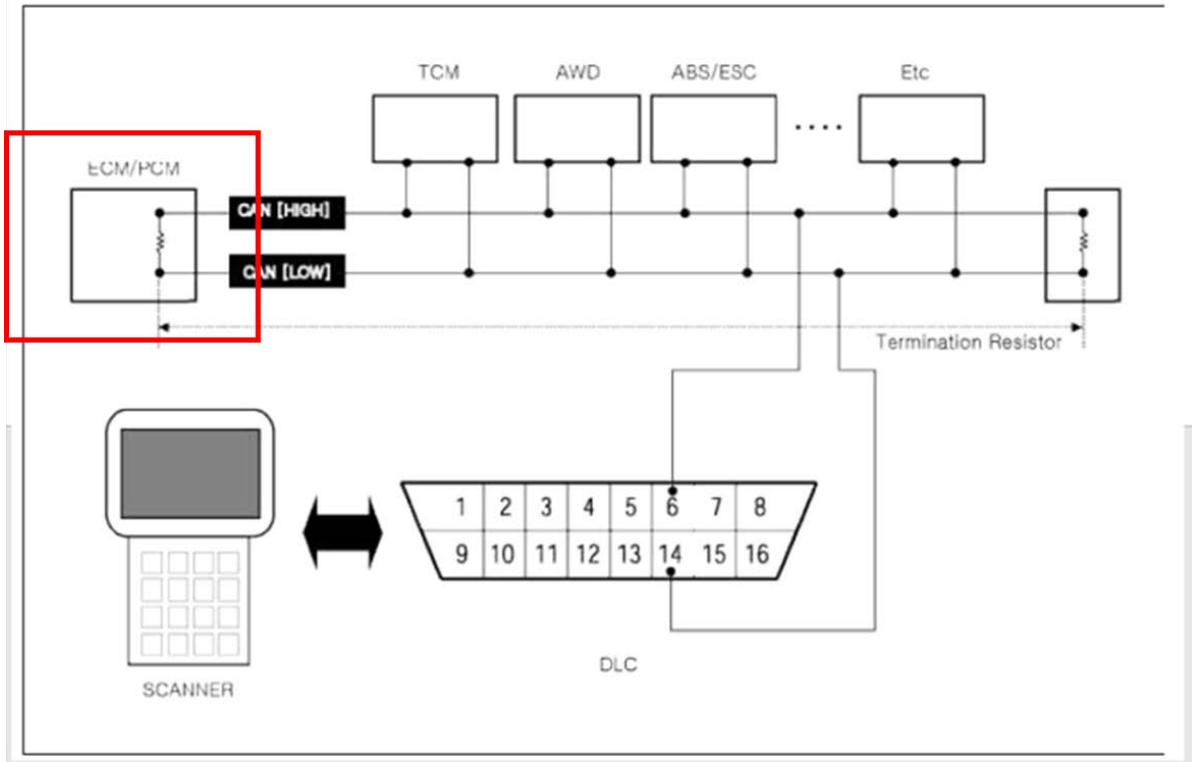 TCM AWD ABS/ESC Etc
ECM/PCM
CAN [HIGH]
CAN [LOW]
Termination Resistor
1 2 3 4 5 6 7 8
9 10 11 12 13 14 15 16
DLC
SCANNER